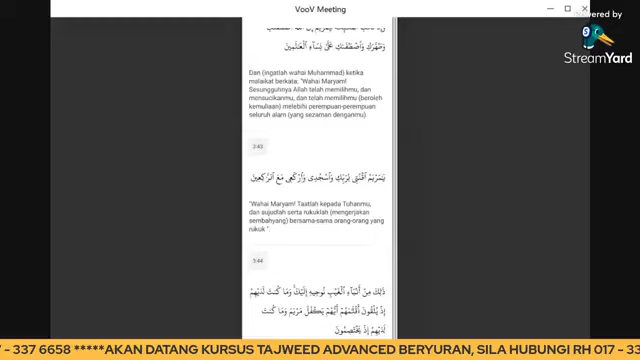 VooV Meeting
Powered by
StreamYard
وَطَهَّرَكِ وَٱصْطَفَىٰكِ عَلَىٰ نِسَآءِ ٱلْعَـٰلَمِينَ
Dan (ingatlah wahai Muhammad) ketika
malaikat berkata: "Wahai Maryam!
Sesungguhnya Allah telah memilihmu, dan
mensucikanmu, dan telah memilihmu (beroleh
kemuliaan) melebihi perempuan-perempuan
seluruh alam (yang sezaman denganmu).
3:43
يَـٰمَرْيَمُ ٱقْنُتِى لِرَبِّكِ وَٱسْجُدِى وَٱرْكَعِى مَعَ ٱلرَّٰكِعِينَ
"Wahai Maryam! Taatlah kepada Tuhanmu,
dan sujudlah serta rukuklah (mengerjakan
sembahyang) bersama-sama orang-orang yang
rukuk ".
3:44
ذَٰلِكَ مِنْ أَنۢبَآءِ ٱلْغَيْبِ نُوحِيهِ إِلَيْكَ ۚ وَمَا كُنتَ لَدَيْهِمْ
إِذْ يُلْقُونَ أَقْلَـٰمَهُمْ أَيُّهُمْ يَكْفُلُ مَرْيَمَ وَمَا كُنتَ
لَدَيْهِمْ إِذْ يَخْتَصِمُونَ
7 - 337 6658 *****AKAN DATANG KURSUS TAJWEED ADVANCED BERYURAN, SILA HUBUNGI RH 017 - 33